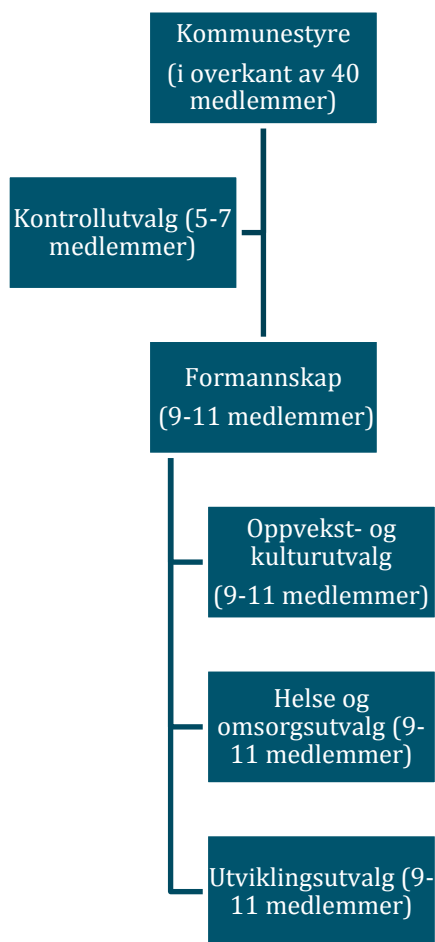 Kommunestyre
(i overkant av 40
medlemmer)
Kontrollutvalg (5-7
medlemmer)
Formannskap
(9-11 medlemmer)
Oppvekst- og
kulturutvalg
(9-11 medlemmer)
Helse og
omsorgsutvalg (9-
11 medlemmer)
Utviklingsutvalg (9-
11 medlemmer)